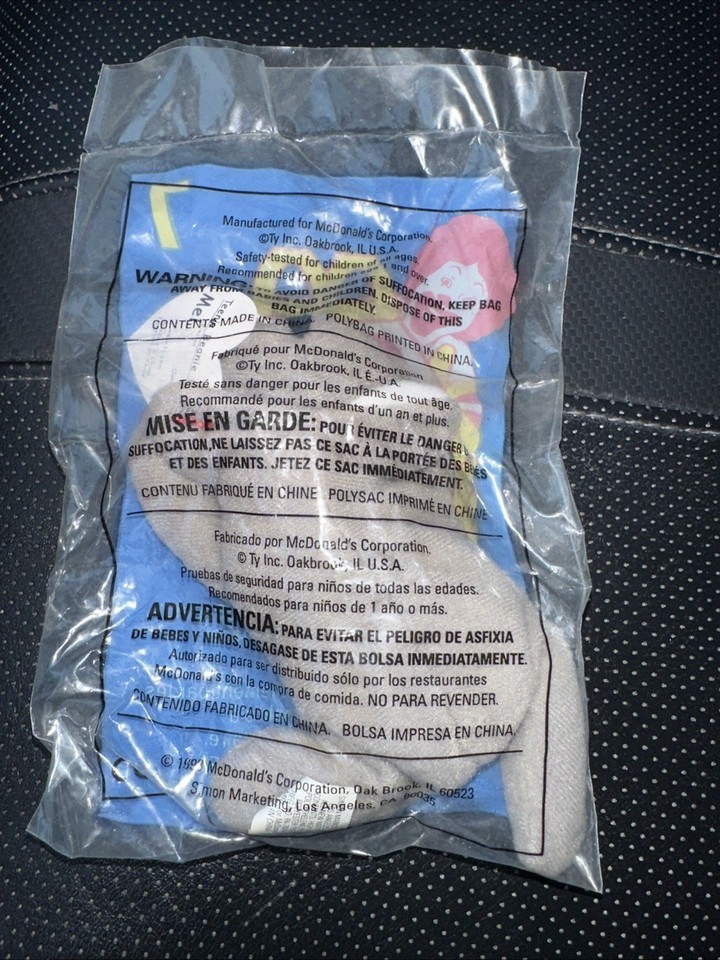 7
Manufactured for McDonald's Corporation.
©Ty Inc. Oakbrook, IL U.S.A.
Safety-tested for children of all ages.
Recommended for children age 1 and over.
WARNING: TO AVOID DANGER OF SUFFOCATION, KEEP BAG
AWAY FROM BABIES AND CHILDREN. DISPOSE OF THIS
BAG IMMEDIATELY.
CONTENTS MADE IN CHINA. POLYBAG PRINTED IN CHINA.
Teenie Beanie
Me
Fabriqué pour McDonald's Corporation
©Ty Inc. Oakbrook, IL É.-U.A.
Testé sans danger pour les enfants de tout âge.
Recommandé pour les enfants d'un an et plus.
MISE EN GARDE: POUR ÉVITER LE DANGER
SUFFOCATION, NE LAISSEZ PAS CE SAC À LA PORTÉE DES BÉBÉS
ET DES ENFANTS. JETEZ CE SAC IMMÉDIATEMENT.
CONTENU FABRIQUÉ EN CHINE POLYSAC IMPRIMÉ EN CHINE
Fabricado por McDonald's Corporation.
© Ty Inc. Oakbrook, IL U.S.A.
Pruebas de seguridad para niños de todas las edades.
Recomendados para niños de 1 año o más.
ADVERTENCIA: PARA EVITAR EL PELIGRO DE ASFIXIA
DE BEBES Y NIÑOS, DESAGASE DE ESTA BOLSA INMEDIATAMENTE.
Autorizado para ser distribuido sólo por los restaurantes
McDonald's con la compra de comida. NO PARA REVENDER.
CONTENIDO FABRICADO EN CHINA. BOLSA IMPRESA EN CHINA.
© McDonald's Corporation, Oak Brook, IL 60523
Simon Marketing, Los Angeles, CA 90035